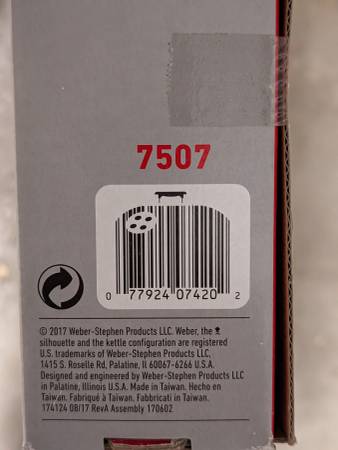 7507
0 77924 07420 2
© 2017 Weber-Stephen Products LLC. Weber, the
silhouette and the kettle configuration are registered
U.S. trademarks of Weber-Stephen Products LLC,
1415 S. Roselle Rd, Palatine, Il 60067-6266 U.S.A.
Designed and engineered by Weber-Stephen Products LLC
in Palatine, Illinois U.S.A. Made in Taiwan. Hecho en
Taiwan. Fabriqué à Taiwan. Fabbricati in Taiwan.
174124 08/17 RevA Assembly 170602